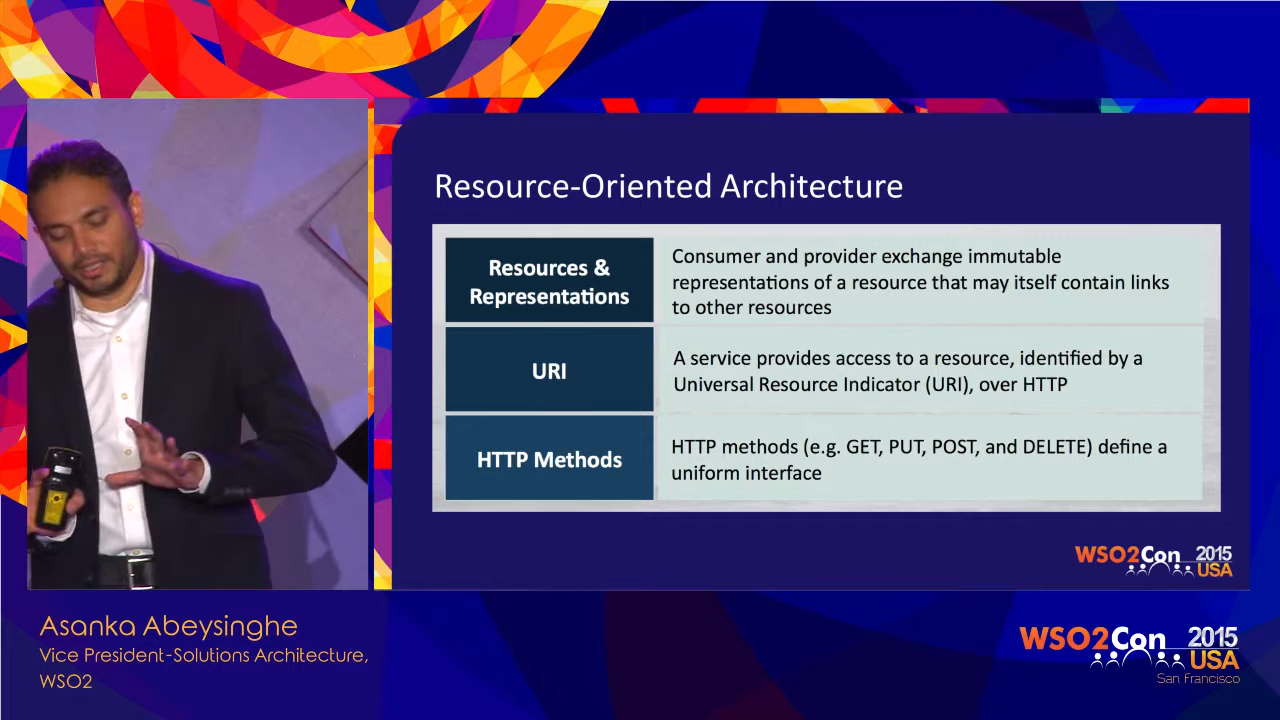 Resource-Oriented Architecture
Resources &
Representations
Consumer and provider exchange immutable
representations of a resource that may itself contain links
to other resources
URI
A service provides access to a resource, identified by a
Universal Resource Indicator (URI), over HTTP
HTTP Methods
HTTP methods (e.g. GET, PUT, POST, and DELETE) define a
uniform interface
WSO2Con 2015
USA
Asanka Abeysinghe
Vice President-Solutions Architecture,
WSO2
WSO2Con 2015
USA
San Francisco